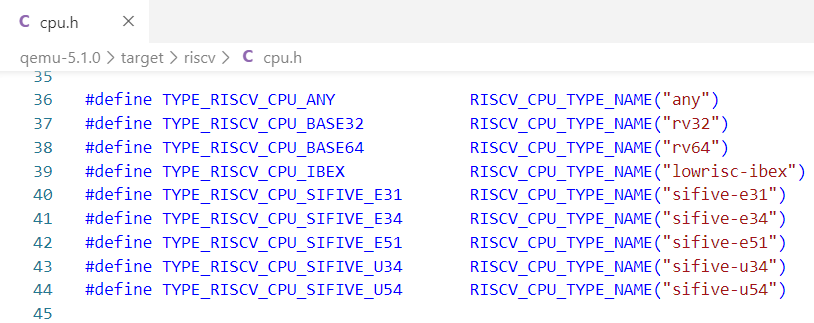 C cpu.h ×
qemu-5.1.0 > target > riscv > C cpu.h
35
36 #define TYPE_RISCV_CPU_ANY RISCV_CPU_TYPE_NAME("any")
37 #define TYPE_RISCV_CPU_BASE32 RISCV_CPU_TYPE_NAME("rv32")
38 #define TYPE_RISCV_CPU_BASE64 RISCV_CPU_TYPE_NAME("rv64")
39 #define TYPE_RISCV_CPU_IBEX RISCV_CPU_TYPE_NAME("lowrisc-ibex")
40 #define TYPE_RISCV_CPU_SIFIVE_E31 RISCV_CPU_TYPE_NAME("sifive-e31")
41 #define TYPE_RISCV_CPU_SIFIVE_E34 RISCV_CPU_TYPE_NAME("sifive-e34")
42 #define TYPE_RISCV_CPU_SIFIVE_E51 RISCV_CPU_TYPE_NAME("sifive-e51")
43 #define TYPE_RISCV_CPU_SIFIVE_U34 RISCV_CPU_TYPE_NAME("sifive-u34")
44 #define TYPE_RISCV_CPU_SIFIVE_U54 RISCV_CPU_TYPE_NAME("sifive-u54")
45